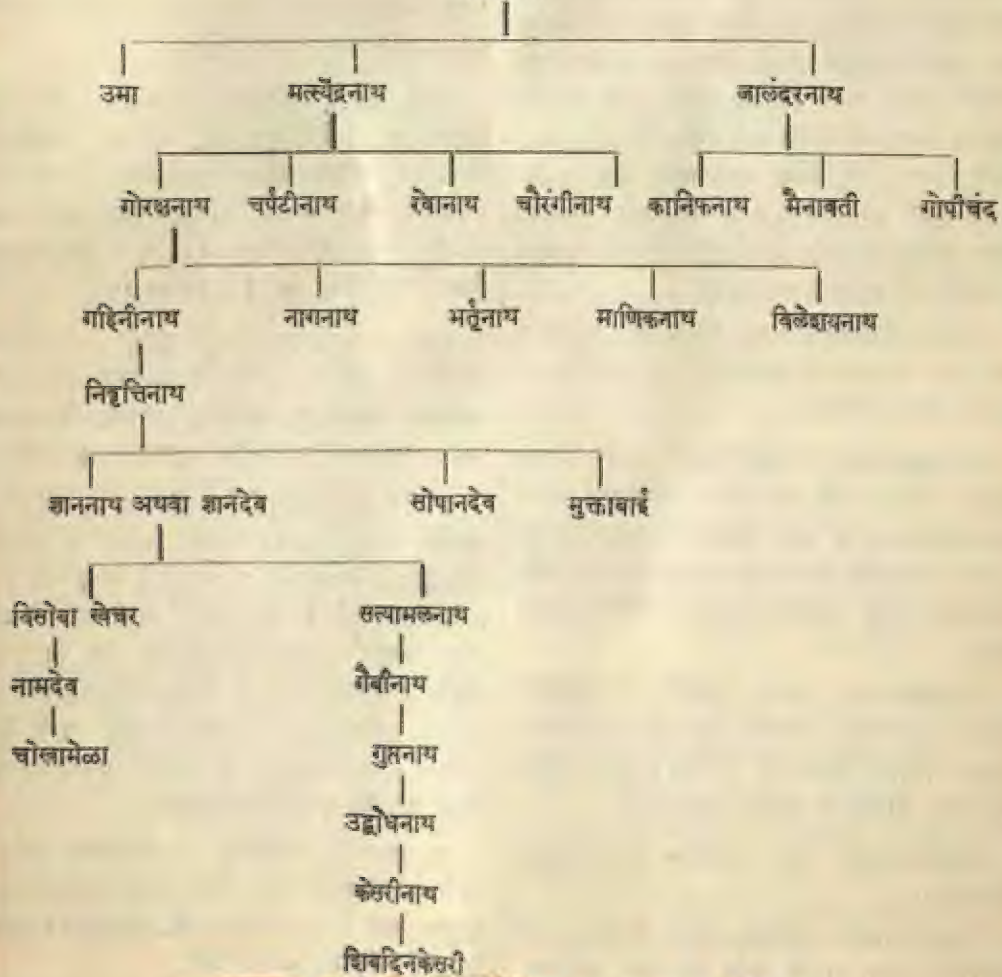 उमा मत्स्येंद्रनाथ जालंदरनाथ
गोरक्षनाथ चर्पटीनाथ रेवानाथ चौरंगीनाथ कानिफनाथ मैनावती गोपीचंद
गहिनीनाथ नागनाथ भर्तृनाथ माणिकनाथ विलेशयनाथ
निवृत्तिनाथ
ज्ञाननाथ अथवा ज्ञानदेव सोपानदेव मुक्ताबाई
विसोबा खेचर सत्यामलनाथ
नामदेव गैबीनाथ
चोखामेळा गुप्तनाथ
उद्बोधनाथ
केसरीनाथ
शिवदिनकेसरी